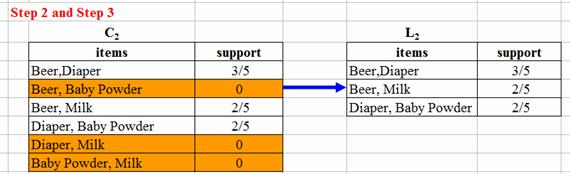 Step 2 and Step 3
C2
items support
Beer,Diaper 3/5
Beer, Baby Powder 0
Beer, Milk 2/5
Diaper, Baby Powder 2/5
Diaper, Milk 0
Baby Powder, Milk 0
L2
items support
Beer,Diaper 3/5
Beer, Milk 2/5
Diaper, Baby Powder 2/5